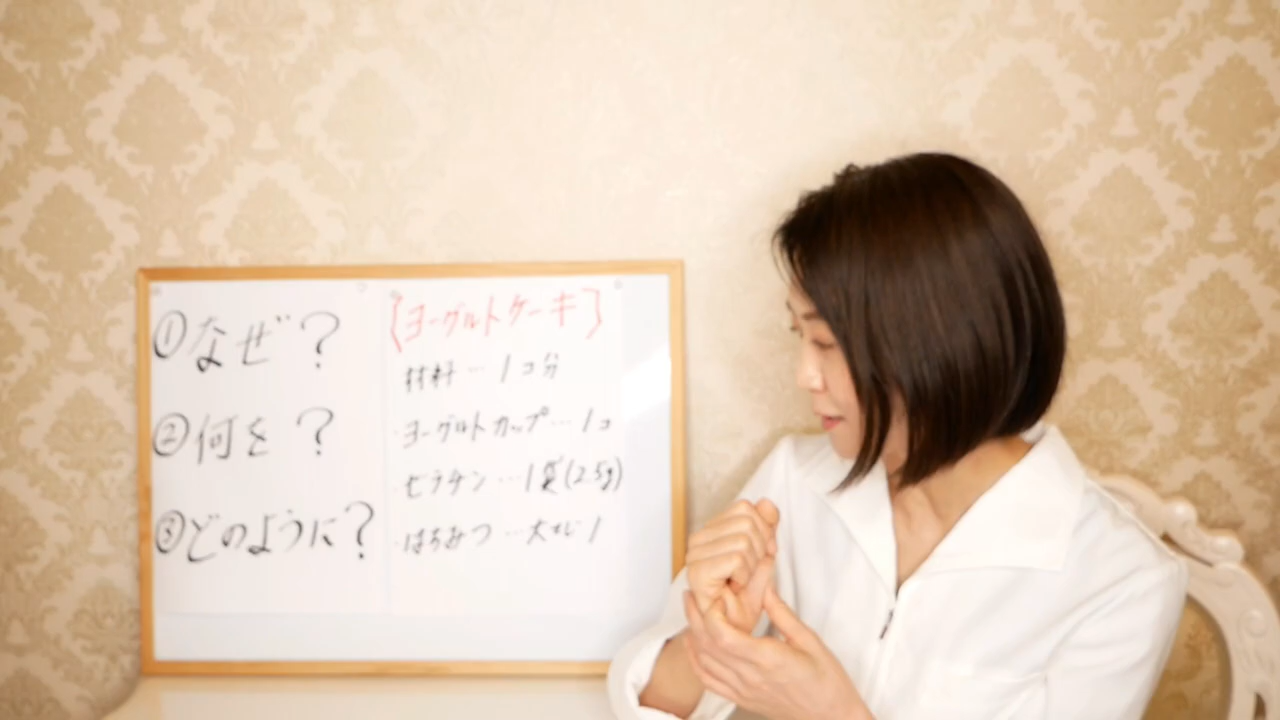 ①なぜ？
②何を？
③どのように？
[ヨーグルトケーキ]
材料…1コ分
・ヨーグルトカップ…1コ
・ゼラチン…1袋(2.5g)
・はちみつ…大さじ1